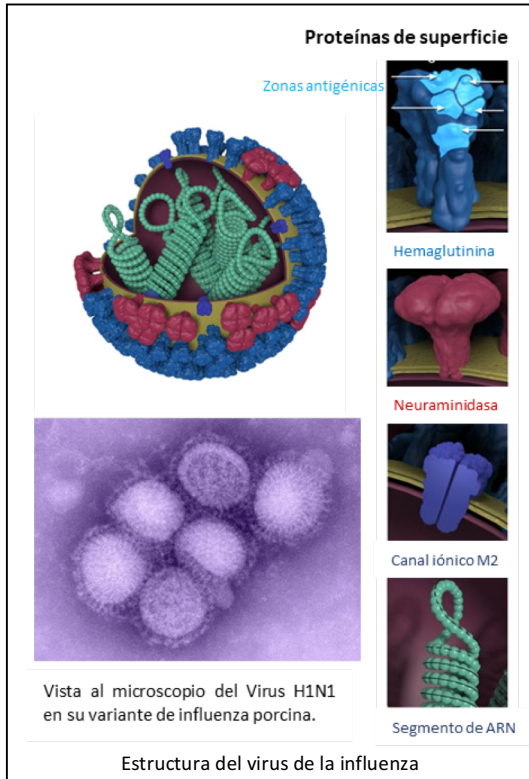 Proteínas de superficie
Zonas antigénicas
Hemaglutinina
Neuraminidasa
Canal iónico M2
Segmento de ARN
Vista al microscopio del Virus H1N1
en su variante de influenza porcina.
Estructura del virus de la influenza